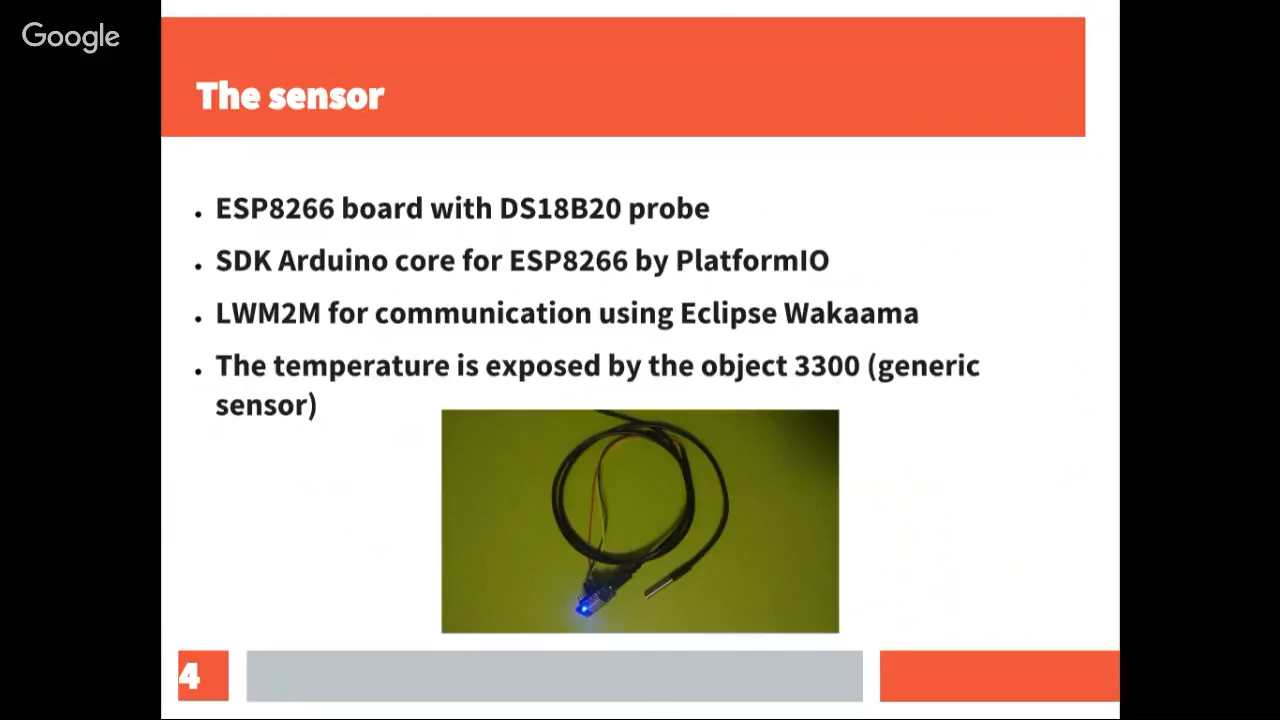 Google
The sensor
• ESP8266 board with DS18B20 probe
• SDK Arduino core for ESP8266 by PlatformIO
• LWM2M for communication using Eclipse Wakaama
• The temperature is exposed by the object 3300 (generic
sensor)
4